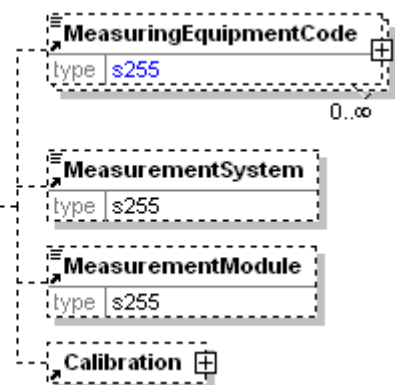 MeasuringEquipmentCode
type s255
0..∞
MeasurementSystem
type s255
MeasurementModule
type s255
Calibration